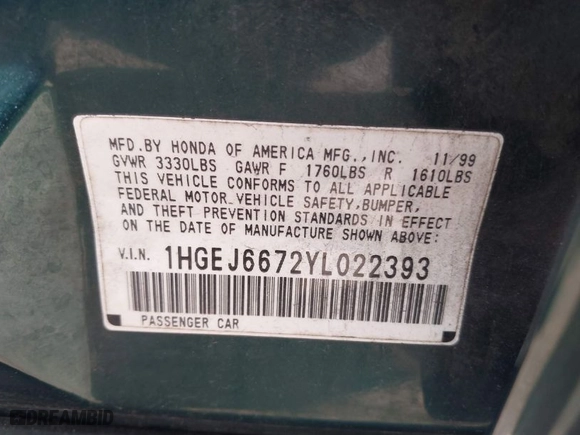 MFD.BY HONDA OF AMERICA MFG.,INC. 11/99
GVWR 3330LBS GAWR F 1760LBS R 1610LBS
THIS VEHICLE CONFORMS TO ALL APPLICABLE
FEDERAL MOTOR VEHICLE SAFETY,BUMPER,
AND THEFT PREVENTION STANDARDS IN EFFECT
ON THE DATE OF MANUFACTURE SHOWN ABOVE.
V.I.N. 1HGEJ6672YL022393
PASSENGER CAR
DREAMBID